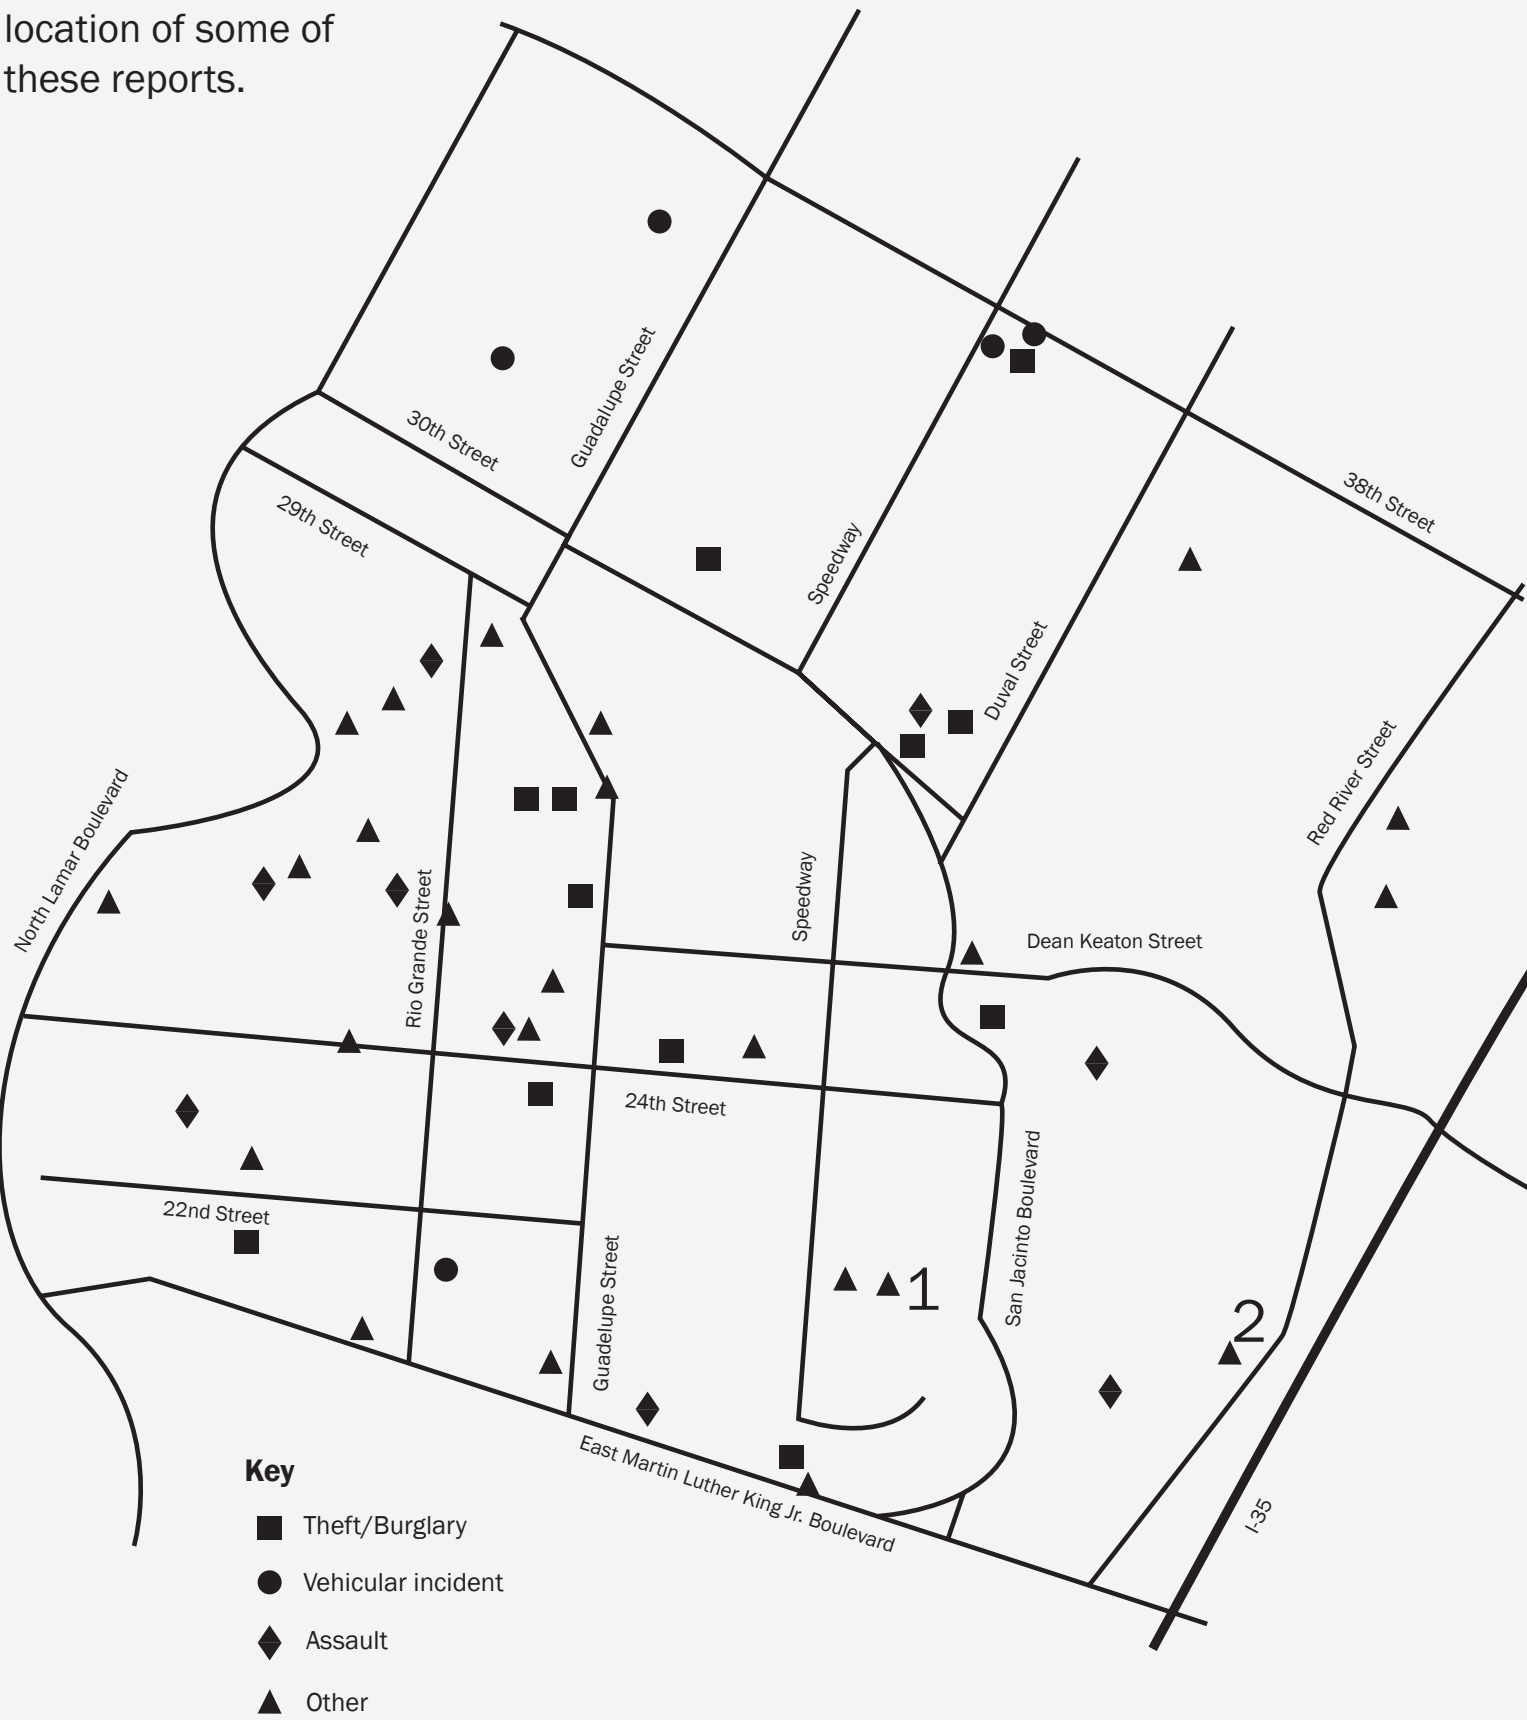 location of some of
these reports.
Guadalupe Street
30th Street
29th Street
38th Street
Speedway
Duval Street
Red River Street
North Lamar Boulevard
Speedway
Rio Grande Street
Dean Keaton Street
24th Street
San Jacinto Boulevard
22nd Street
Guadelupe Street
1
2
East Martin Luther King Jr. Boulevard
I-35
Key
Theft/Burglary
Vehicular incident
Assault
Other